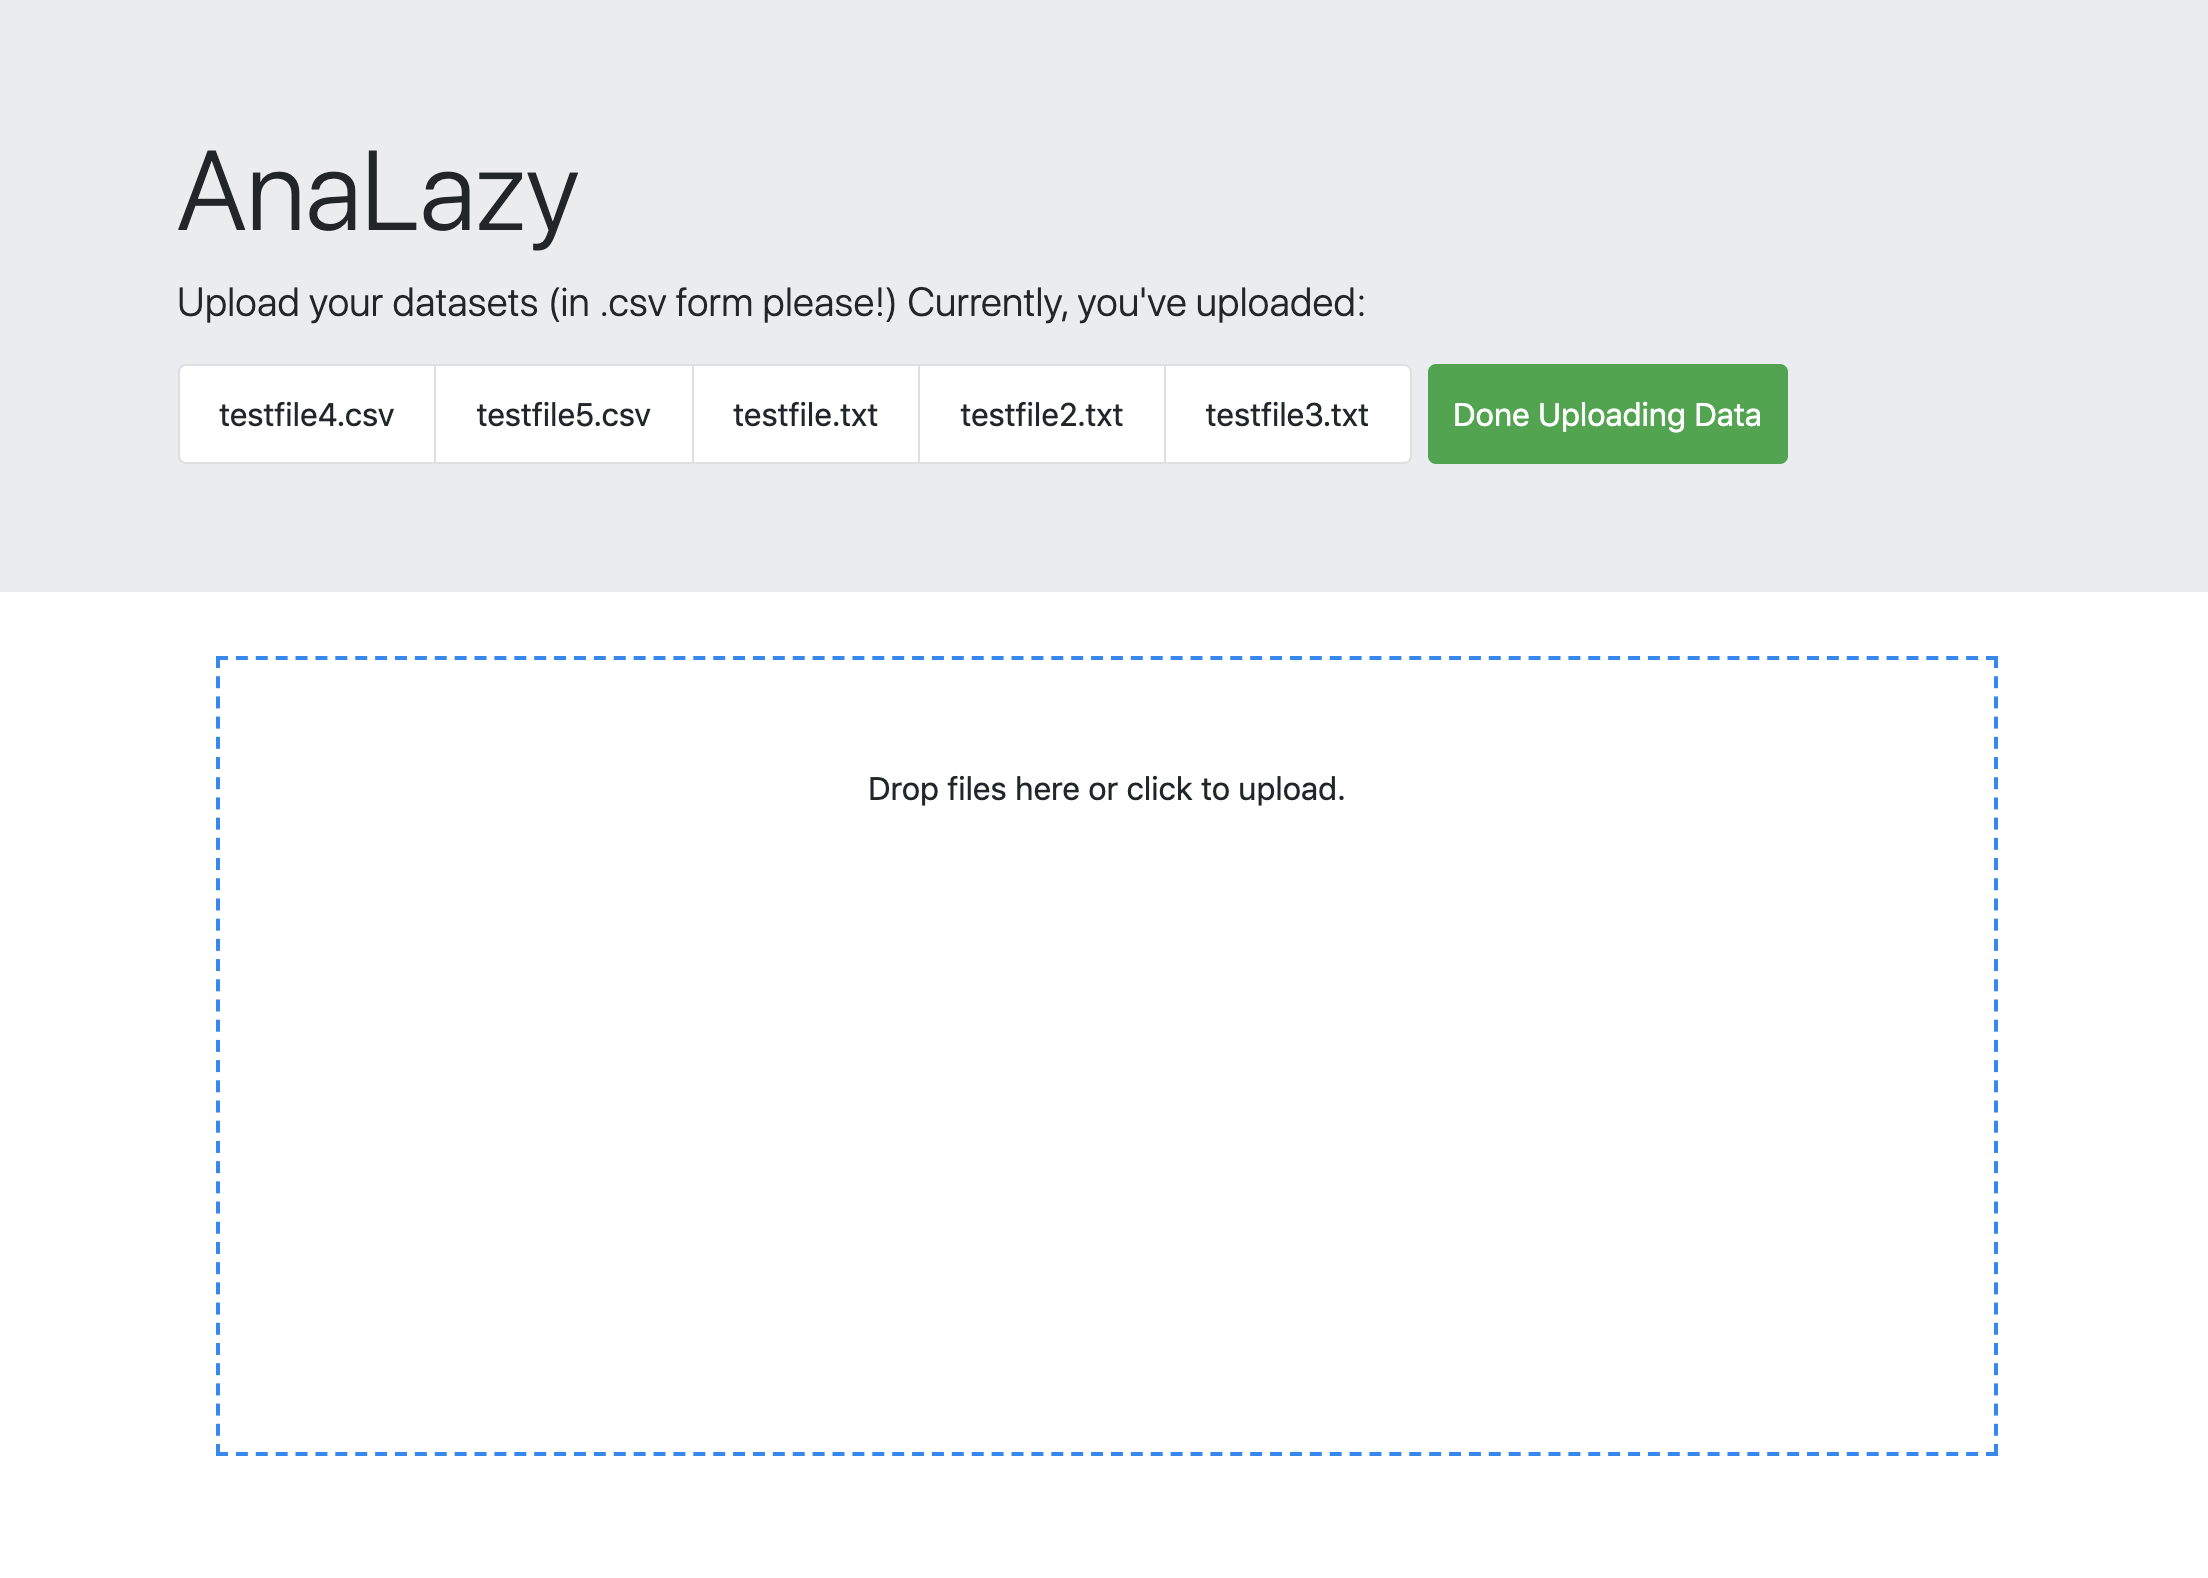 AnaLazy
Upload your datasets (in .csv form please!) Currently, you've uploaded:
testfile4.csv testfile5.csv testfile.txt testfile2.txt testfile3.txt Done Uploading Data
Drop files here or click to upload.